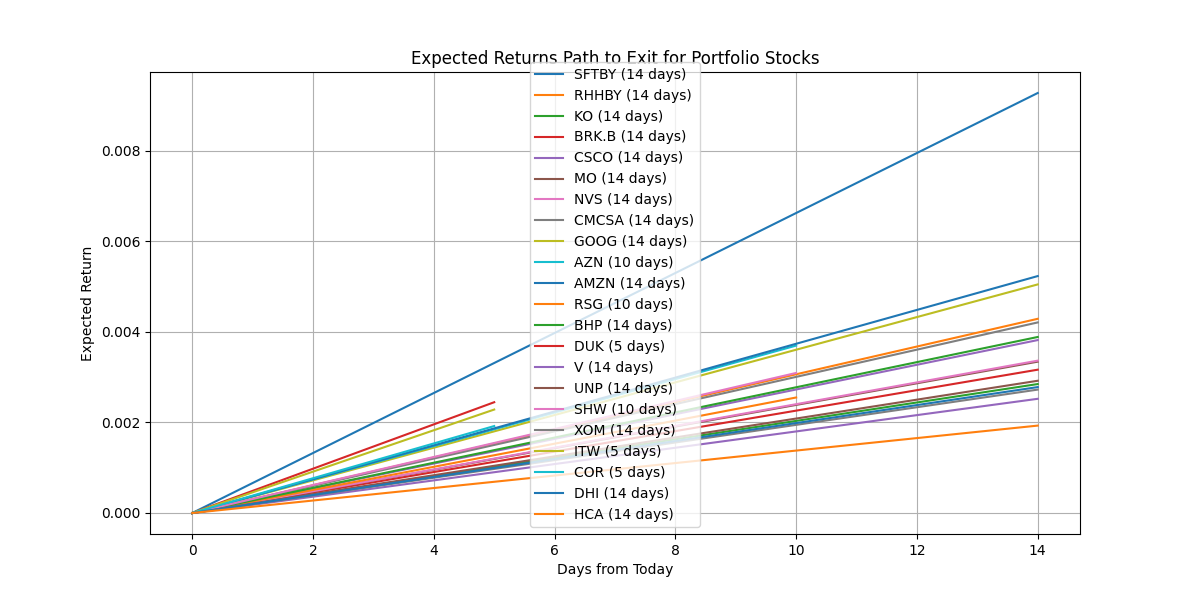 Expected Returns Path to Exit for Portfolio Stocks
SFTBY (14 days)
RHHBY (14 days)
KO (14 days)
BRK.B (14 days)
CSCO (14 days)
MO (14 days)
NVS (14 days)
CMCSA (14 days)
GOOG (14 days)
AZN (10 days)
AMZN (14 days)
RSG (10 days)
BHP (14 days)
DUK (5 days)
V (14 days)
UNP (14 days)
SHW (10 days)
XOM (14 days)
ITW (5 days)
COR (5 days)
DHI (14 days)
HCA (14 days)
Expected Return
0.008
0.006
0.004
0.002
0.000
0 2 4 6 8 10 12 14
Days from Today